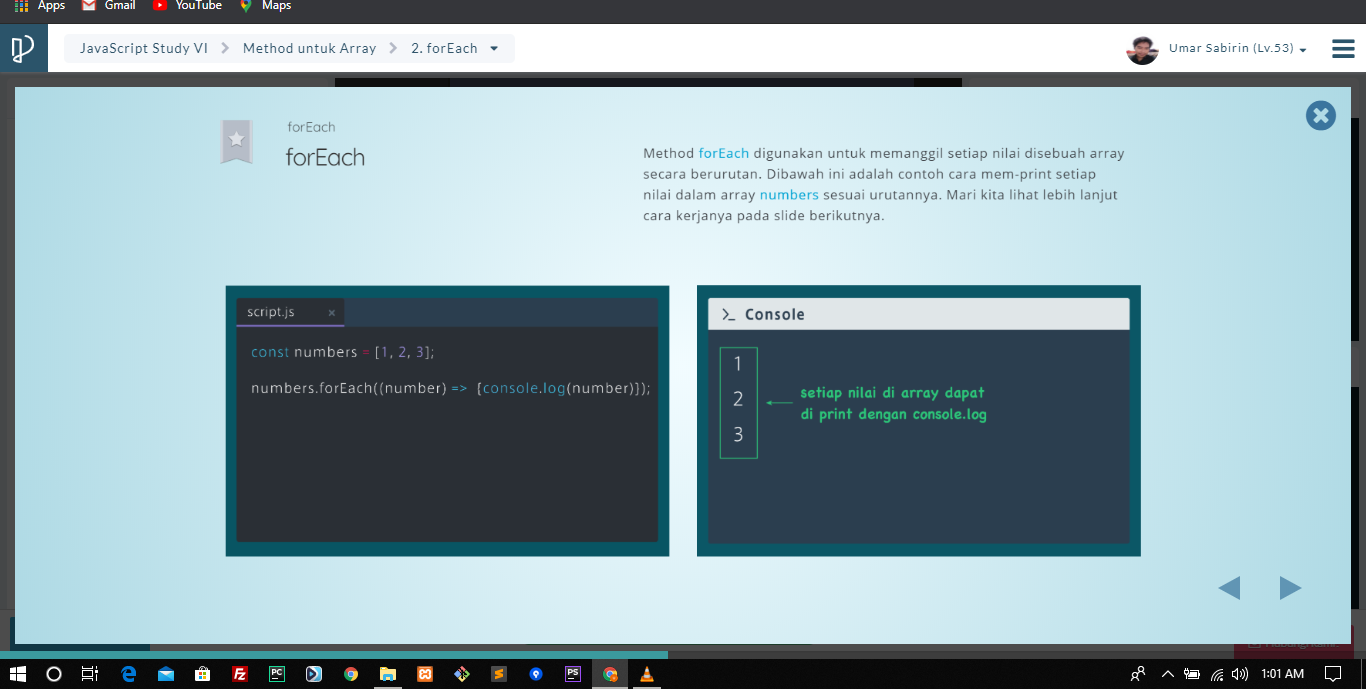 Apps Gmail YouTube Maps
JavaScript Study VI Method untuk Array 2. forEach
Umar Sabirin (Lv.53)
forEach
forEach
Method forEach digunakan untuk memanggil setiap nilai disebuah array
secara berurutan. Dibawah ini adalah contoh cara mem-print setiap
nilai dalam array numbers sesuai urutannya. Mari kita lihat lebih lanjut
cara kerjanya pada slide berikutnya.
script.js ×
const numbers = [1, 2, 3];
numbers.forEach((number) => [console.log(number)]);
>_ Console
1
2
3
setiap nilai di array dapat
di print dengan console.log
1:01 AM